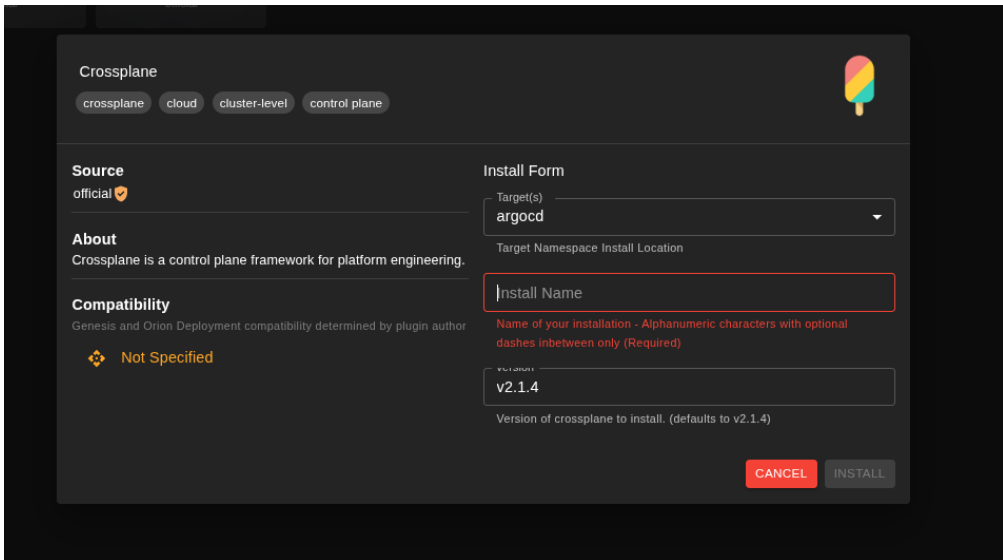 Crossplane
crossplane cloud cluster-level control plane
Source
official
About
Crossplane is a control plane framework for platform engineering.
Compatibility
Genesis and Orion Deployment compatibility determined by plugin author
Not Specified
Install Form
Target(s)
argocd
Target Namespace Install Location
Install Name
Name of your installation - Alphanumeric characters with optional
dashes inbetween only (Required)
version
v2.1.4
Version of crossplane to install. (defaults to v2.1.4)
CANCEL INSTALL